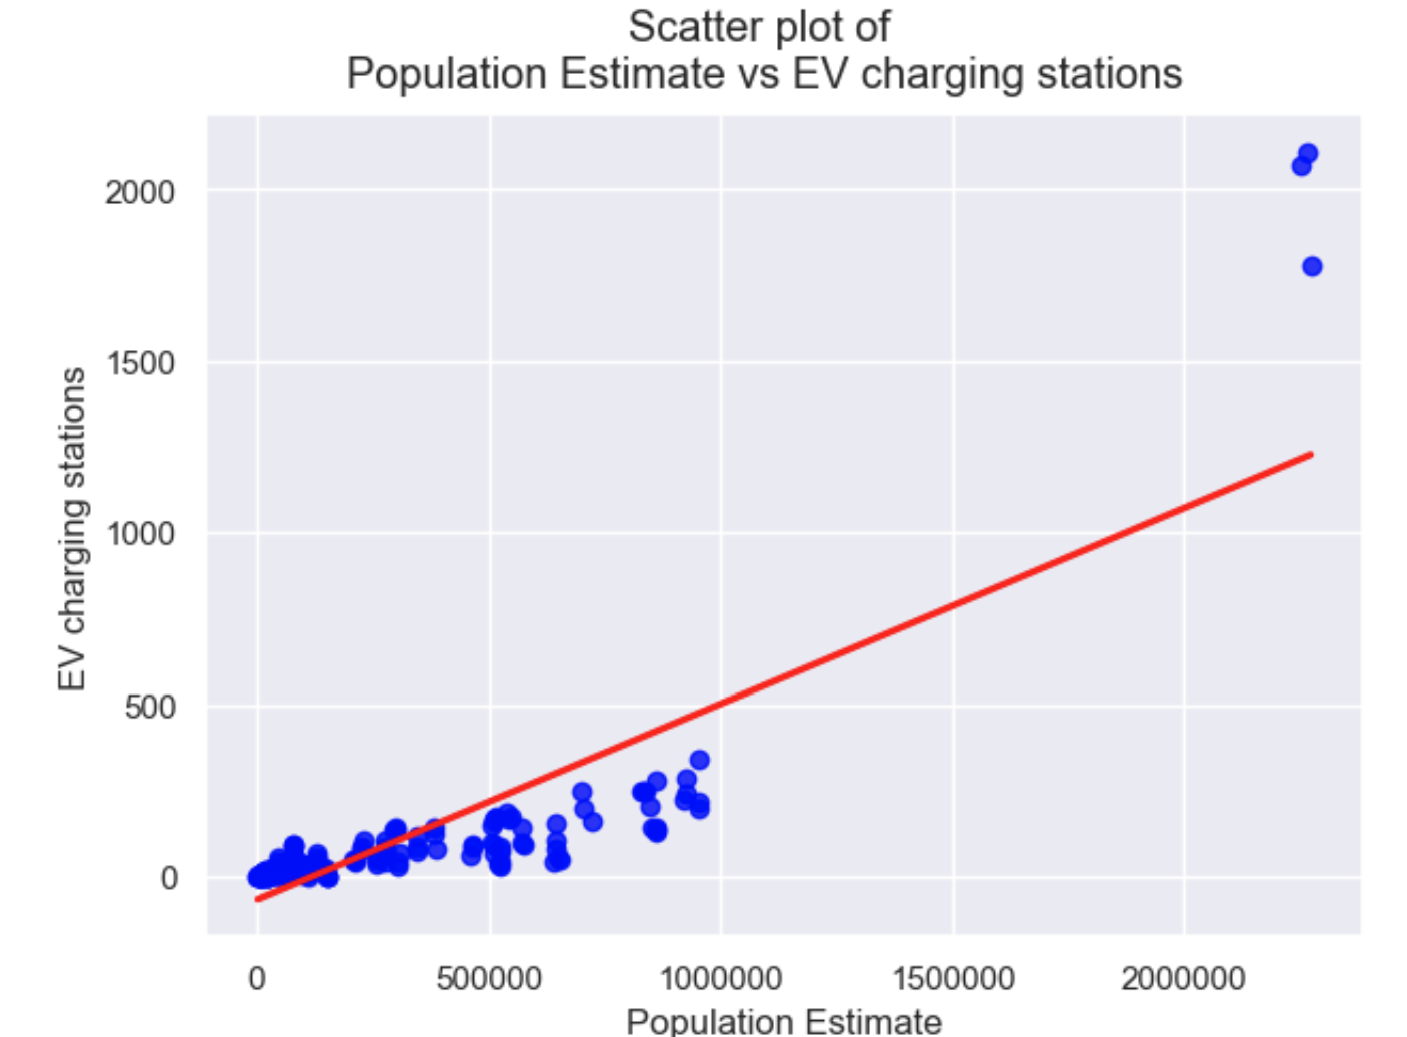 Scatter plot of
Population Estimate vs EV charging stations
EV charging stations
2000
1500
1000
500
0
0 500000 1000000 1500000 2000000
Population Estimate